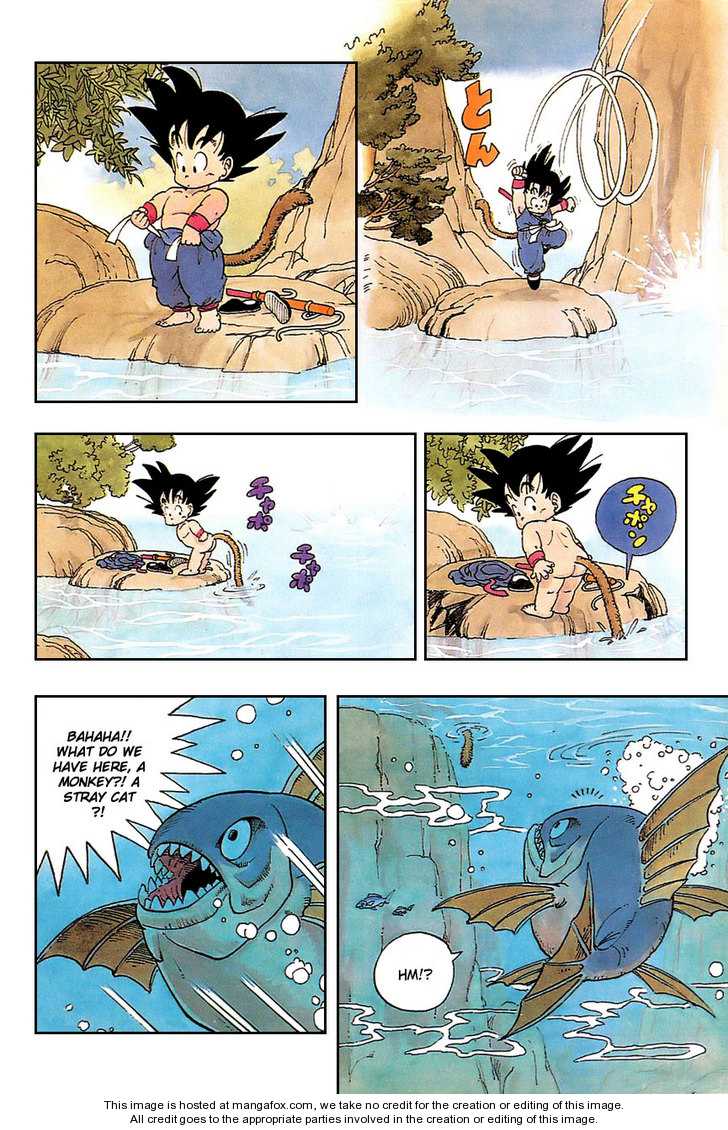 とん
チャポン
チャポ
チャポ
HM!?
BAHAHA!!
WHAT DO WE
HAVE HERE, A
MONKEY?! A
STRAY CAT
?!
This image is hosted at mangafox.com, we take no credit for the creation or editing of this image.
All credit goes to the appropriate parties involved in the creation or editing of this image.